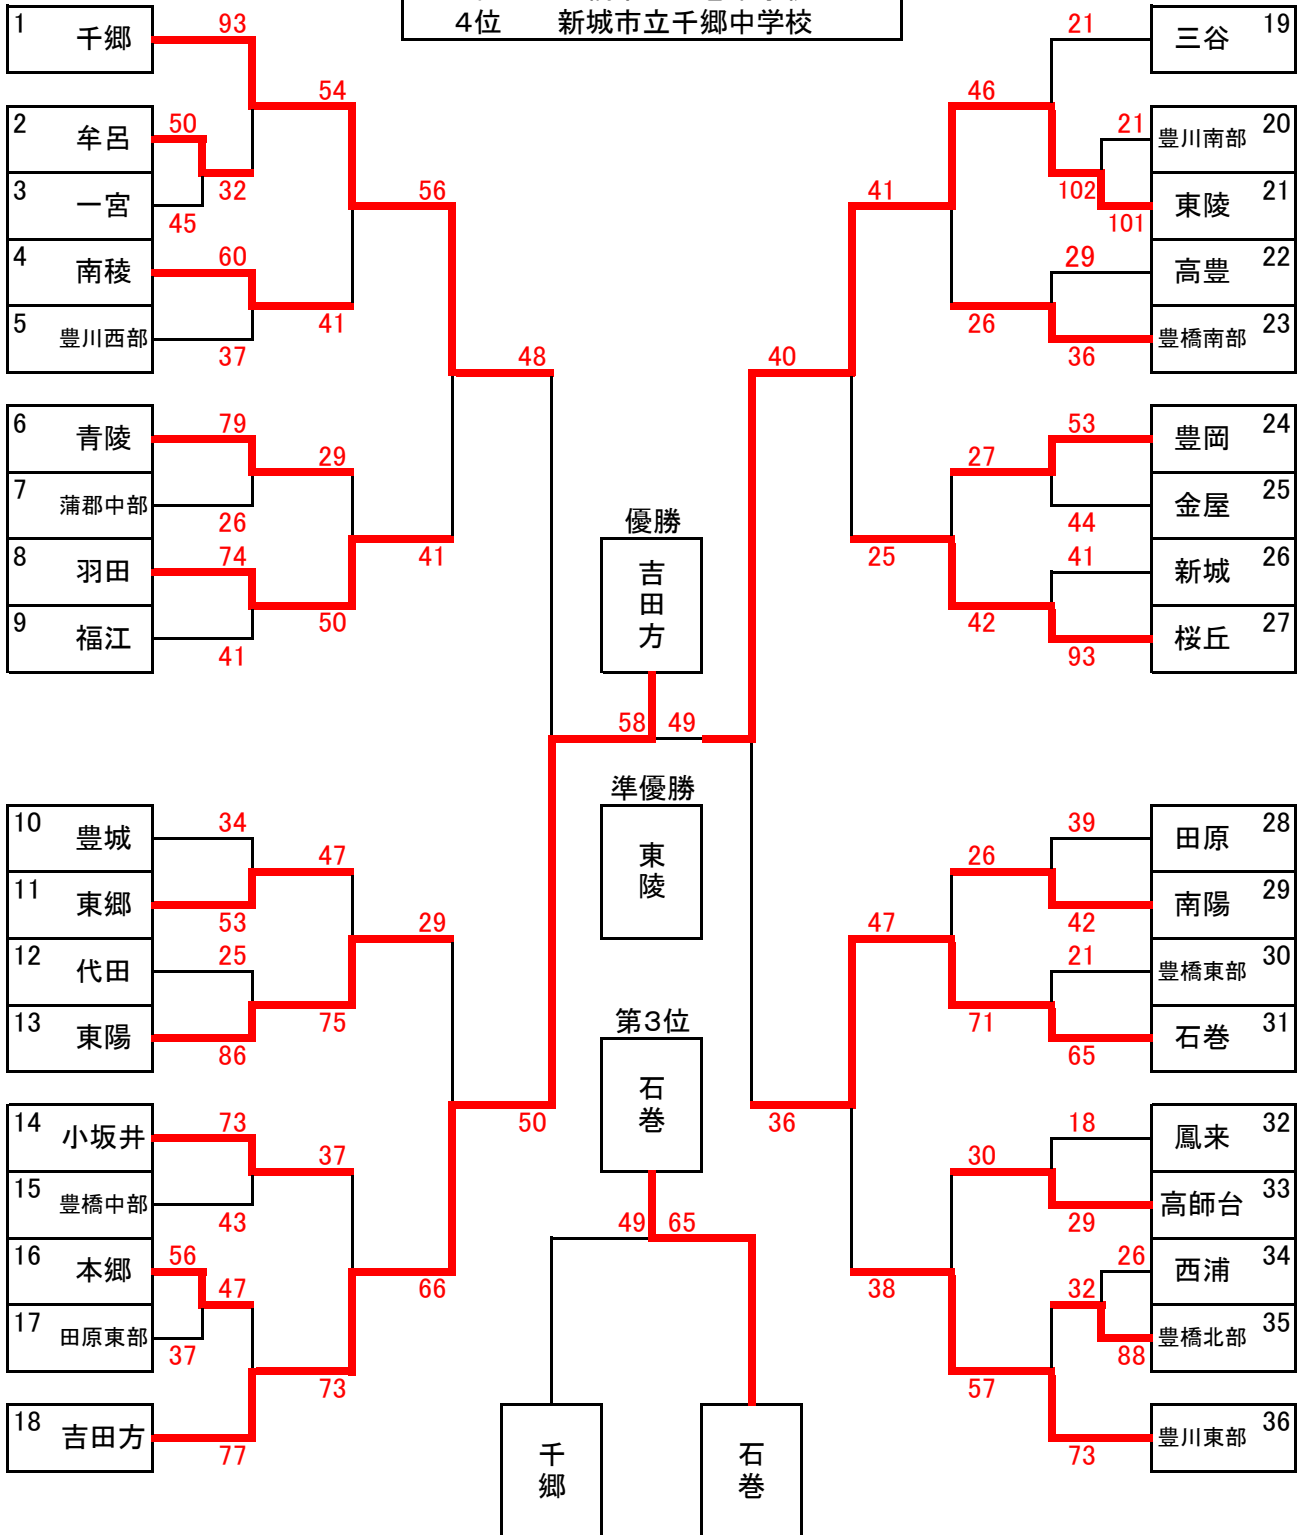 4位 新城市立千郷中学校
1 千郷 93
2 牟呂 50
3 一宮 45
32
4 南稜 60
5 豊川西部 37
54
41
56
6 青陵 79
7 蒲郡中部 26
8 羽田 74
9 福江 41
29
50
41
48
10 豊城 34
11 東郷 53
12 代田 25
13 東陽 86
47
75
29
14 小坂井 73
15 豊橋中部 43
16 本郷 56
17 田原東部 37
47
18 吉田方 77
37
73
66
50
優勝
吉田方
58 49
準優勝
東陵
第3位
石巻
49 65
千郷
石巻
21 三谷 19
21 豊川南部 20
101 東陵 21
102
29 高豊 22
36 豊橋南部 23
46
26
41
53 豊岡 24
44 金屋 25
41 新城 26
93 桜丘 27
27
42
25
40
39 田原 28
42 南陽 29
21 豊橋東部 30
65 石巻 31
26
71
47
18 鳳来 32
29 高師台 33
26 西浦 34
88 豊橋北部 35
32
73 豊川東部 36
30
57
38
36